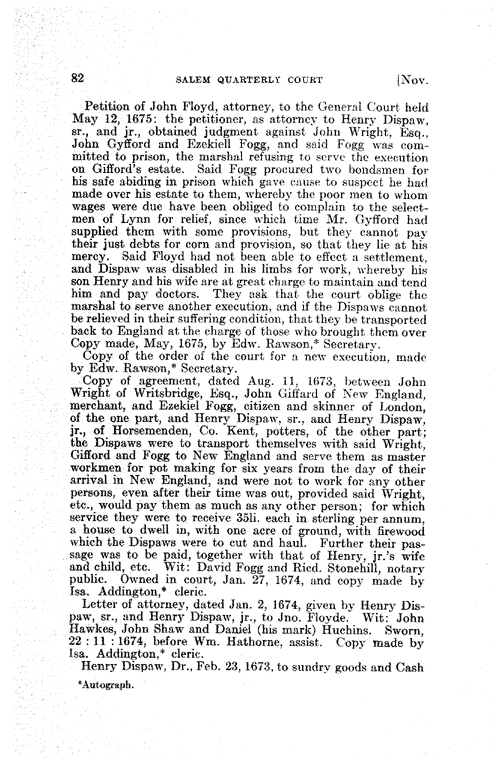 82 SALEM QUARTERLY COURT [Nov.
Petition of John Floyd, attorney, to the General Court held
May 12, 1675: the petitioner, as attorney to Henry Dispaw,
sr., and jr., obtained judgment against John Wright, Esq.,
John Gyfford and Ezekiell Fogg, and said Fogg was com-
mitted to prison, the marshal refusing to serve the execution
on Gifford's estate. Said Fogg procured two bondsmen for
his safe abiding in prison which gave cause to suspect he had
made over his estate to them, whereby the poor men to whom
wages were due have been obliged to complain to the select-
men of Lynn for relief, since which time Mr. Gyfford had
supplied them with some provisions, but they cannot pay
their just debts for corn and provision, so that they lie at his
mercy. Said Floyd had not been able to effect a settlement,
and Dispaw was disabled in his limbs for work, whereby his
son Henry and his wife are at great charge to maintain and tend
him and pay doctors. They ask that the court oblige the
marshal to serve another execution, and if the Dispaws cannot
be relieved in their suffering condition, that they be transported
back to England at the charge of those who brought them over
Copy made, May, 1675, by Edw. Rawson,* Secretary.
Copy of the order of the court for a new execution, made
by Edw. Rawson,* Secretary.
Copy of agreement, dated Aug. 11, 1673, between John
Wright of Writsbridge, Esq., John Giffard of New England,
merchant, and Ezekiel Fogg, citizen and skinner of London,
of the one part, and Henry Dispaw, sr., and Henry Dispaw,
jr., of Horsemenden, Co. Kent, potters, of the other part;
the Dispaws were to transport themselves with said Wright,
Gifford and Fogg to New England and serve them as master
workmen for pot making for six years from the day of their
arrival in New England, and were not to work for any other
persons, even after their time was out, provided said Wright,
etc., would pay them as much as any other person; for which
service they were to receive 35li. each in sterling per annum,
a house to dwell in, with one acre of ground, with firewood
which the Dispaws were to cut and haul. Further their pas-
sage was to be paid, together with that of Henry, jr.'s wife
and child, etc. Wit: David Fogg and Ricd. Stonehill, notary
public. Owned in court, Jan. 27, 1674, and copy made by
Isa. Addington,* cleric.
Letter of attorney, dated Jan. 2, 1674, given by Henry Dis-
paw, sr., and Henry Dispaw, jr., to Jno. Floyde. Wit: John
Hawkes, John Shaw and Daniel (his mark) Huchins. Sworn,
22 : 11 : 1674, before Wm. Hathorne, assist. Copy made by
Isa. Addington,* cleric.
Henry Dispaw, Dr., Feb. 23, 1673, to sundry goods and Cash
*Autograph.